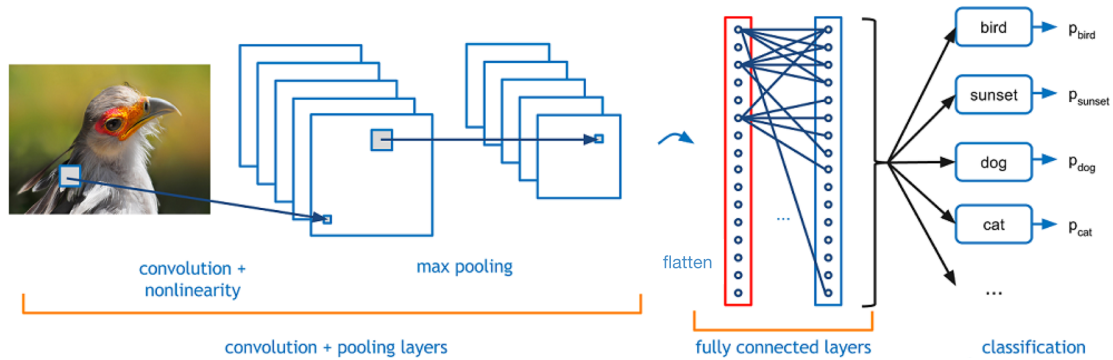 convolution +
nonlinearity
max pooling
convolution + pooling layers
flatten
...
fully connected layers
bird
p_bird
sunset
p_sunset
dog
p_dog
cat
p_cat
...
classification